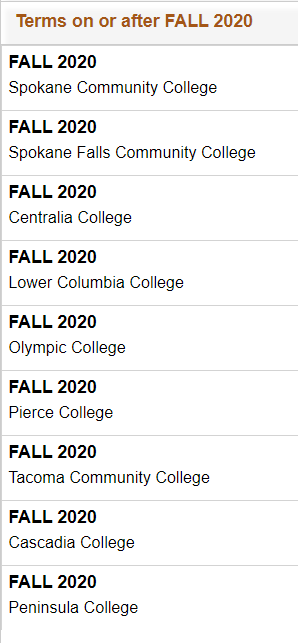 Terms on or after FALL 2020
FALL 2020
Spokane Community College
FALL 2020
Spokane Falls Community College
FALL 2020
Centralia College
FALL 2020
Lower Columbia College
FALL 2020
Olympic College
FALL 2020
Pierce College
FALL 2020
Tacoma Community College
FALL 2020
Cascadia College
FALL 2020
Peninsula College